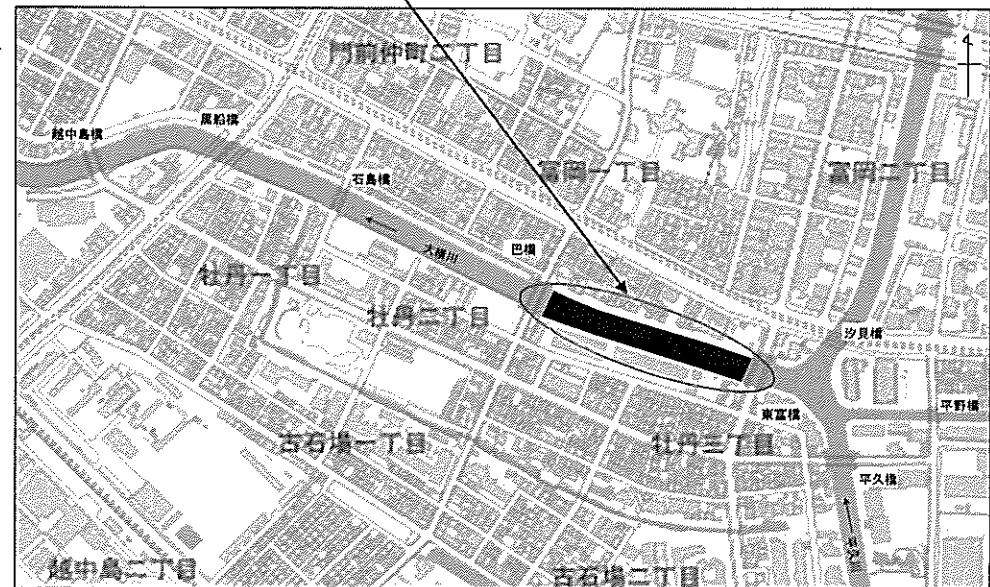 門前仲町二丁目
黒船橋
越中島橋
富岡一丁目
富岡二丁目
石島橋
巴橋
大横川
牡丹一丁目
牡丹二丁目
汐見橋
平野橋
東富橋
古石場一丁目
牡丹三丁目
平久橋
平久川
越中島二丁目
古石場二丁目